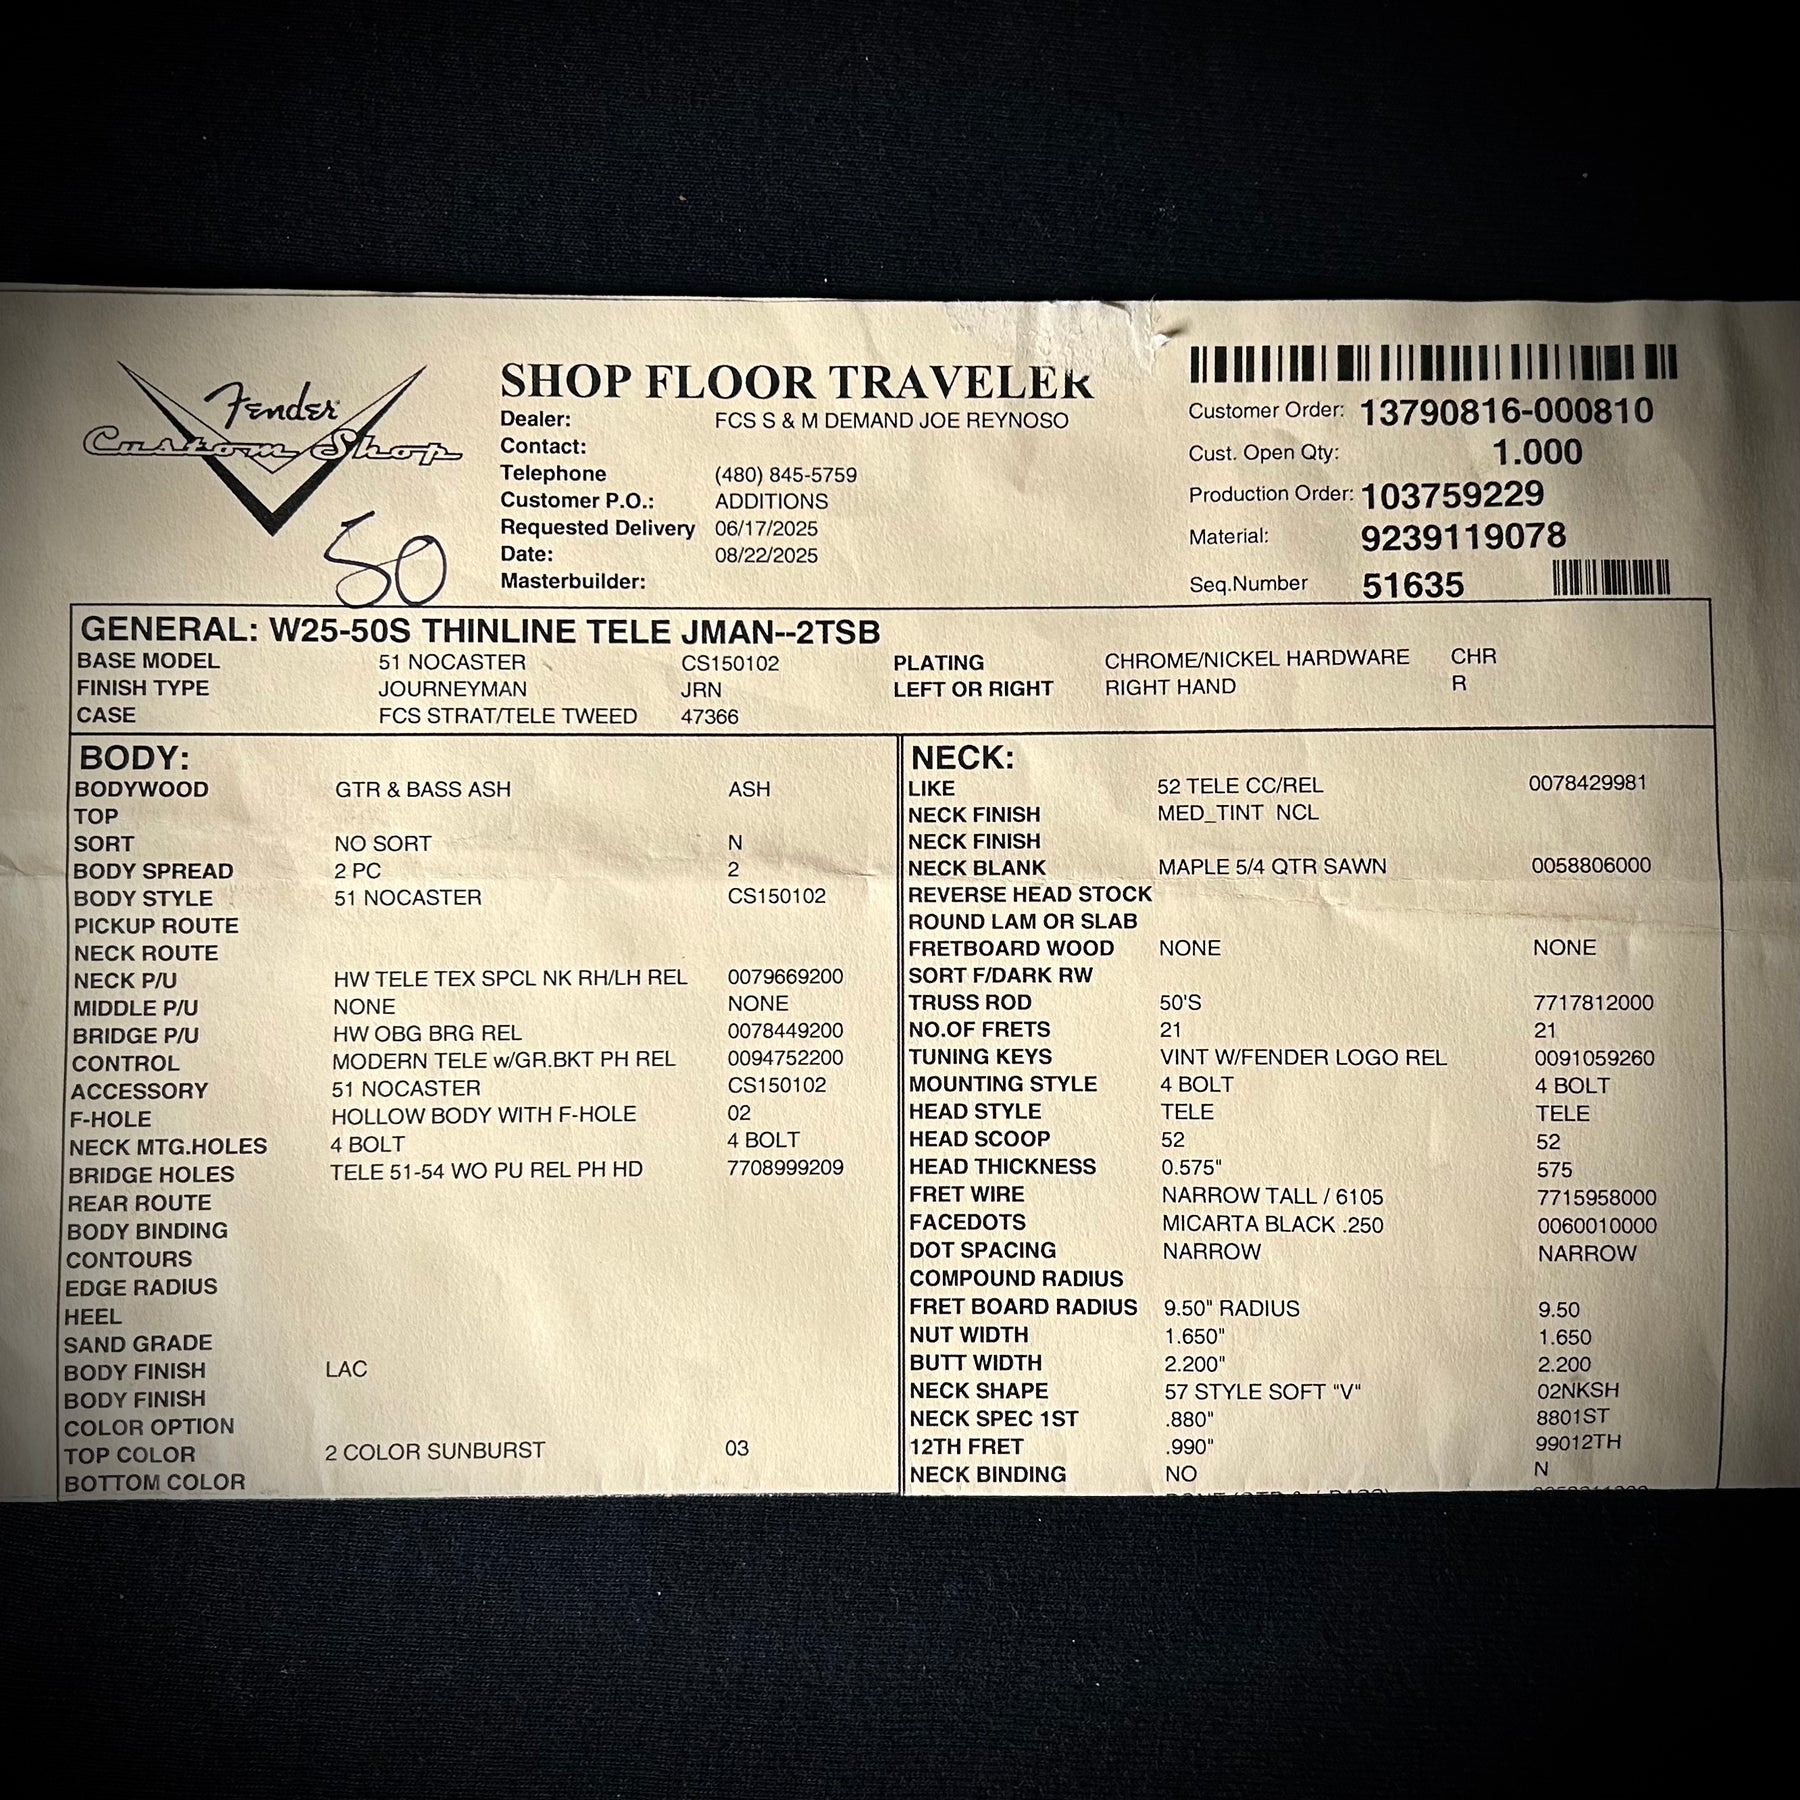 Fender
Custom Shop
50
SHOP FLOOR TRAVELER
Dealer: FCS S & M DEMAND JOE REYNOSO
Contact:
Telephone (480) 845-5759
Customer P.O.: ADDITIONS
Requested Delivery 06/17/2025
Date: 08/22/2025
Masterbuilder:
Customer Order: 13790816-000810
Cust. Open Qty: 1.000
Production Order: 103759229
Material: 9239119078
Seq.Number 51635
GENERAL: W25-50S THINLINE TELE JMAN--2TSB
BASE MODEL 51 NOCASTER CS150102 PLATING CHROME/NICKEL HARDWARE CHR
FINISH TYPE JOURNEYMAN JRN LEFT OR RIGHT RIGHT HAND R
CASE FCS STRAT/TELE TWEED 47366
BODY:
BODYWOOD GTR & BASS ASH ASH
TOP
SORT NO SORT N
BODY SPREAD 2 PC 2
BODY STYLE 51 NOCASTER CS150102
PICKUP ROUTE
NECK ROUTE
NECK P/U HW TELE TEX SPCL NK RH/LH REL 0079669200
MIDDLE P/U NONE NONE
BRIDGE P/U HW OBG BRG REL 0078449200
CONTROL MODERN TELE w/GR.BKT PH REL 0094752200
ACCESSORY 51 NOCASTER CS150102
F-HOLE HOLLOW BODY WITH F-HOLE 02
NECK MTG.HOLES 4 BOLT 4 BOLT
BRIDGE HOLES TELE 51-54 WO PU REL PH HD 7708999209
REAR ROUTE
BODY BINDING
CONTOURS
EDGE RADIUS
HEEL
SAND GRADE
BODY FINISH LAC
BODY FINISH
COLOR OPTION
TOP COLOR 2 COLOR SUNBURST 03
BOTTOM COLOR
NECK:
LIKE 52 TELE CC/REL 0078429981
NECK FINISH MED_TINT NCL
NECK FINISH
NECK BLANK MAPLE 5/4 QTR SAWN 0058806000
REVERSE HEAD STOCK
ROUND LAM OR SLAB
FRETBOARD WOOD NONE NONE
SORT F/DARK RW
TRUSS ROD 50'S 7717812000
NO.OF FRETS 21 21
TUNING KEYS VINT W/FENDER LOGO REL 0091059260
MOUNTING STYLE 4 BOLT 4 BOLT
HEAD STYLE TELE TELE
HEAD SCOOP 52 52
HEAD THICKNESS 0.575" 575
FRET WIRE NARROW TALL / 6105 7715958000
FACEDOTS MICARTA BLACK .250 0060010000
DOT SPACING NARROW NARROW
COMPOUND RADIUS
FRET BOARD RADIUS 9.50" RADIUS 9.50
NUT WIDTH 1.650" 1.650
BUTT WIDTH 2.200" 2.200
NECK SHAPE 57 STYLE SOFT "V" 02NKSH
NECK SPEC 1ST .880" 8801ST
12TH FRET .990" 99012TH
NECK BINDING NO N